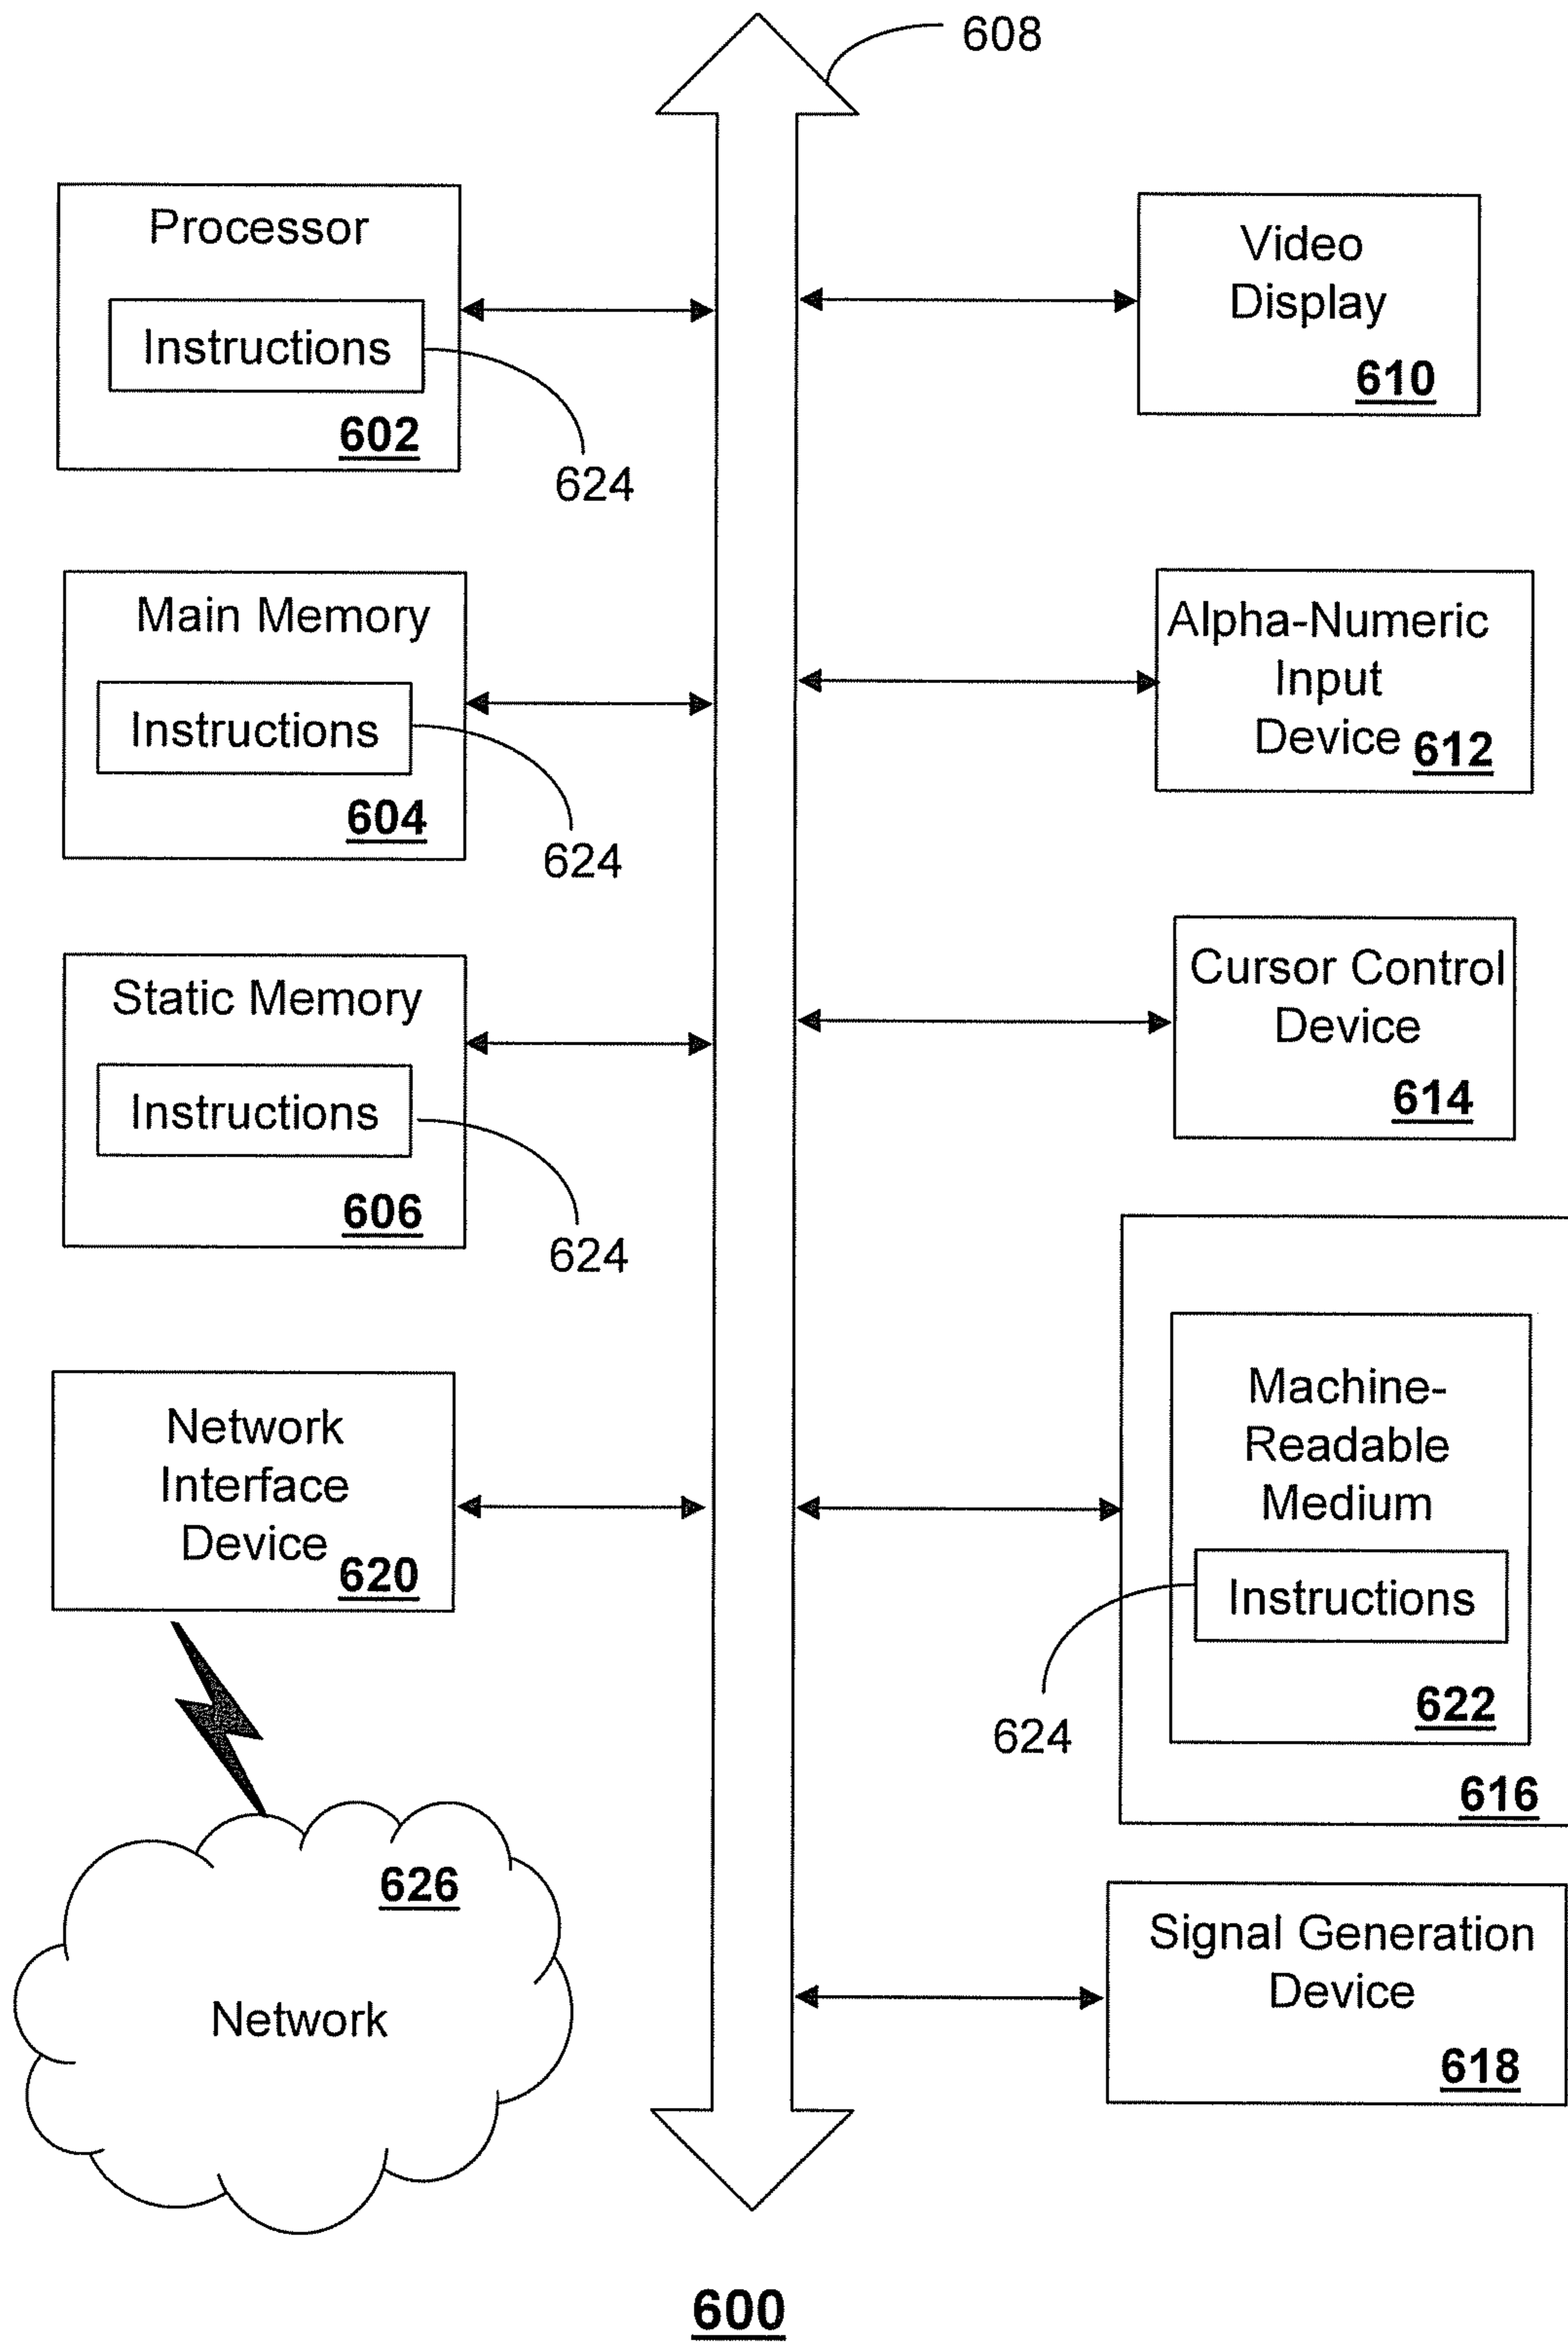 608
Processor
Instructions
602
624
Main Memory
Instructions
604
624
Static Memory
Instructions
606
624
Network
Interface
Device
620
626
Network
Video
Display
610
Alpha-Numeric
Input
Device 612
Cursor Control
Device
614
Machine-
Readable
Medium
Instructions
624
622
616
Signal Generation
Device
618
600